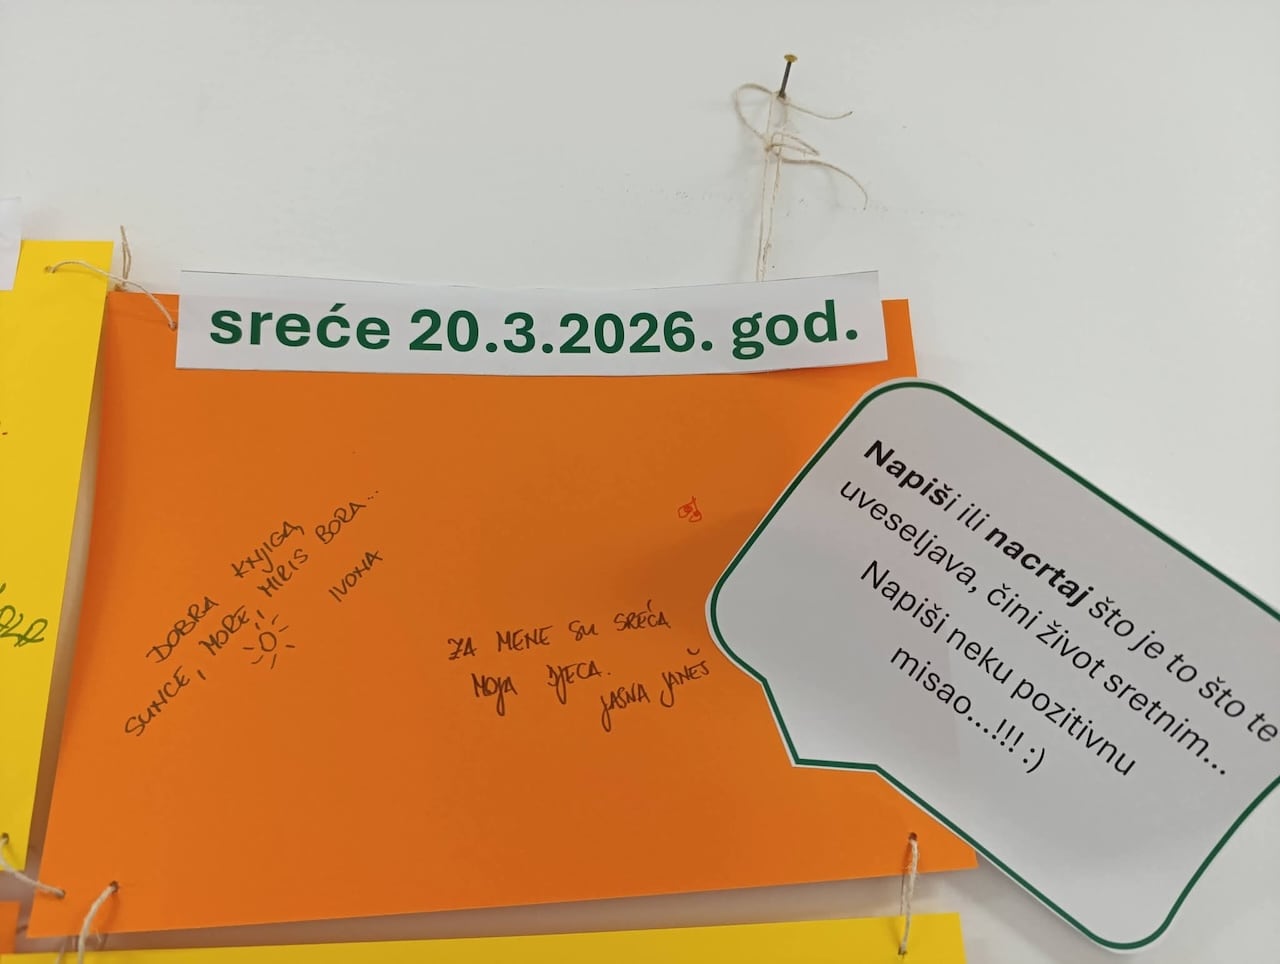 sreće 20.3.2026. god.
DOBRA KNJIGA,
SUNCE, MORE, MIRIS BORA...
IVONA
ZA MENE SU SREĆA
MOJA DJECA.
JASNA JANEŠ
Napiši ili nacrtaj što je to što te
uveseljava, čini život sretnim...
Napiši neku pozitivnu
misao...!!! :)